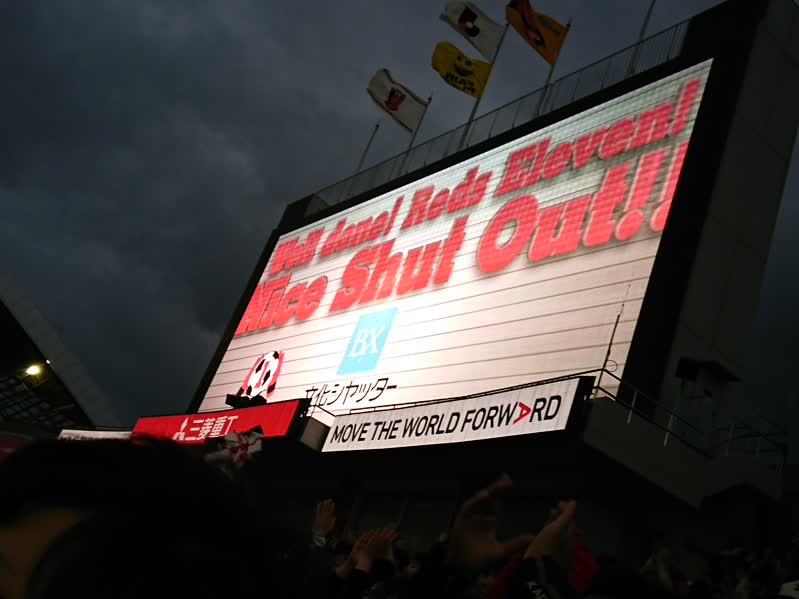 Well done! Reds Eleven!
Nice Shut Out!!
BX
文化シヤッター
三菱重工
MOVE THE WORLD FORWARD